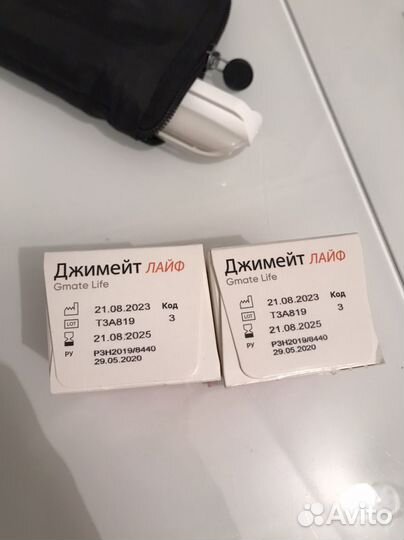 Джимейт ЛАЙФ
Gmate Life
21.08.2023 Код
LOT T3A819 3
21.08.2025
РУ РЗН2019/8440
29.05.2020
Джимейт ЛАЙФ
Gmate Life
21.08.2023 Код
LOT T3A819 3
21.08.2025
РУ РЗН2019/8440
29.05.2020
Avito